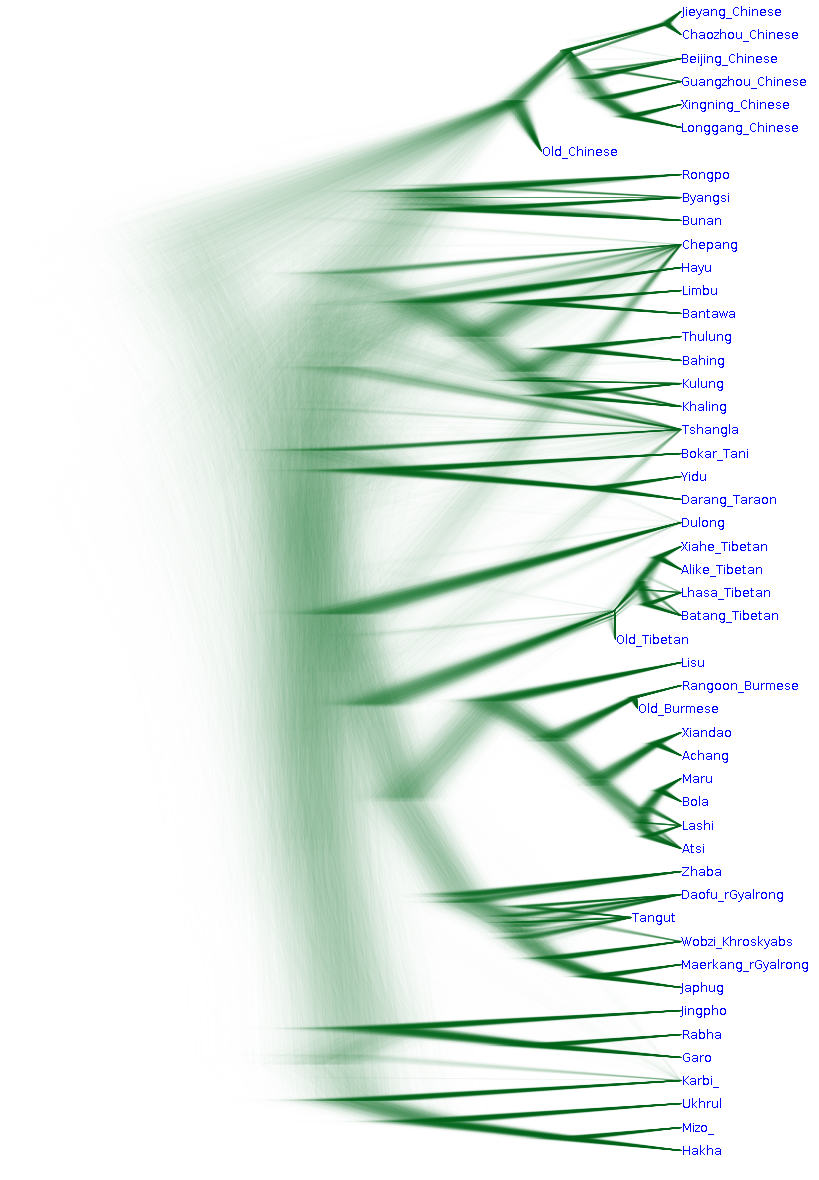 Jieyang_Chinese
Chaozhou_Chinese
Beijing_Chinese
Guangzhou_Chinese
Xingning_Chinese
Longgang_Chinese
Old_Chinese
Rongpo
Byangsi
Bunan
Chepang
Hayu
Limbu
Bantawa
Thulung
Bahing
Kulung
Khaling
Tshangla
Bokar_Tani
Yidu
Darang_Taraon
Dulong
Xiahe_Tibetan
Alike_Tibetan
Lhasa_Tibetan
Batang_Tibetan
Old_Tibetan
Lisu
Rangoon_Burmese
Old_Burmese
Xiandao
Achang
Maru
Bola
Lashi
Atsi
Zhaba
Daofu_rGyalrong
Tangut
Wobzi_Khroskyabs
Maerkang_rGyalrong
Japhug
Jingpho
Rabha
Garo
Karbi_
Ukhrul
Mizo_
Hakha